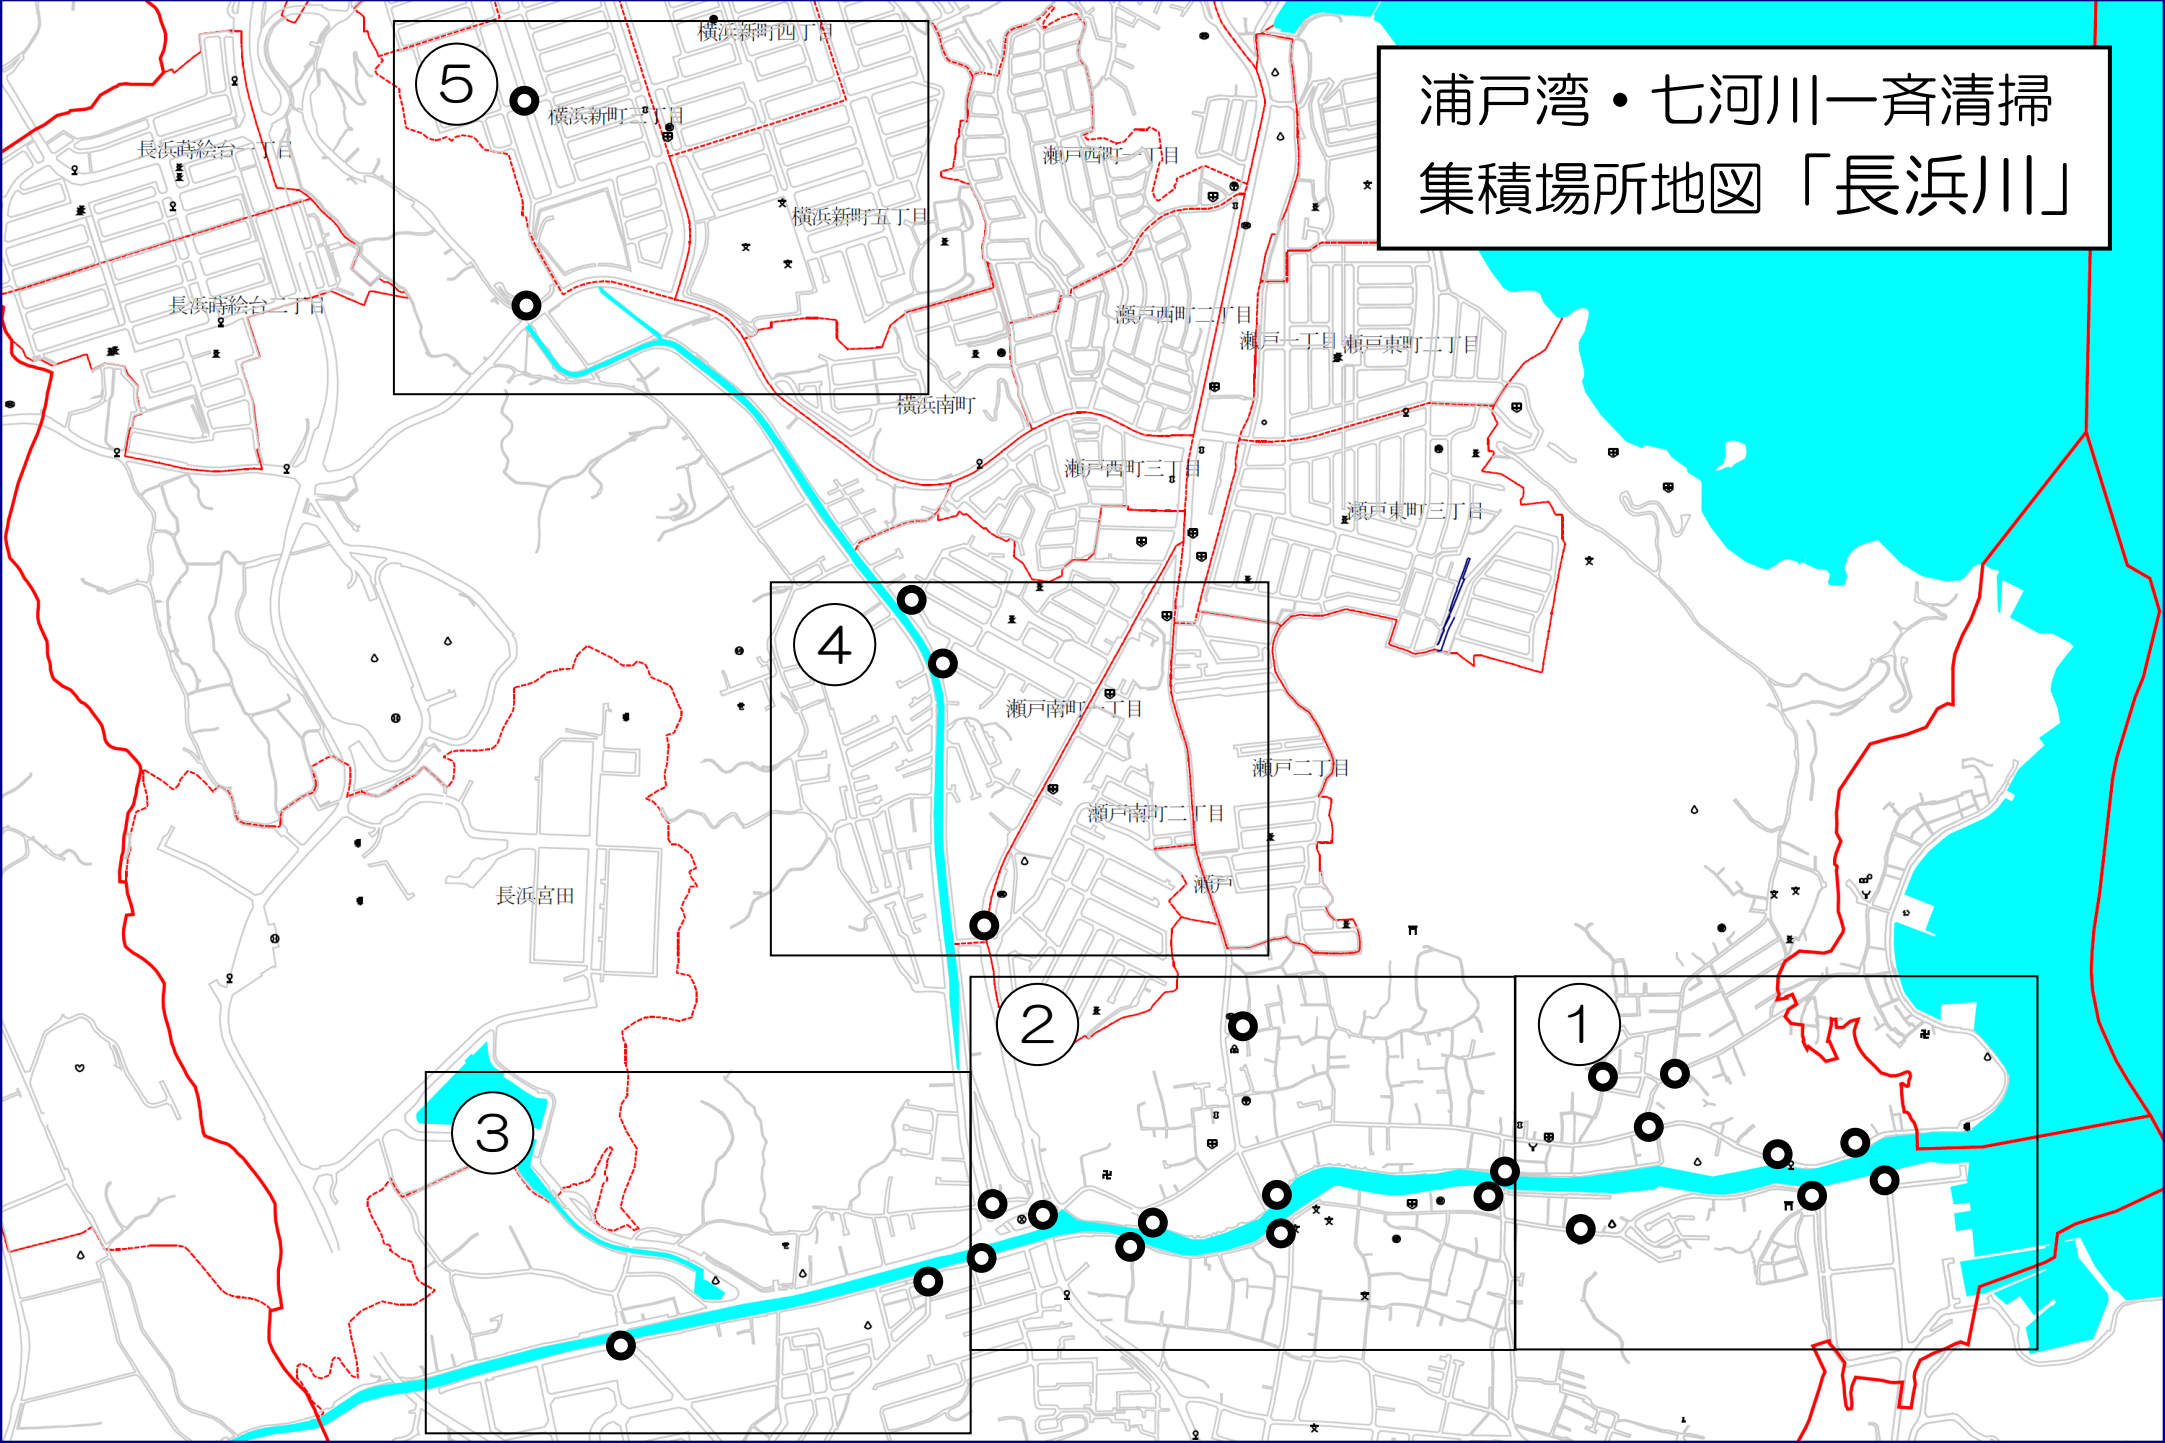 浦戸湾・七河川一斉清掃
集積場所地図「長浜川」
横浜新町四丁目
⑤
横浜新町三丁目
長浜蒔絵台一丁目
瀬戸西町一丁目
横浜新町五丁目
長浜蒔絵台二丁目
瀬戸西町二丁目
瀬戸一丁目
瀬戸東町二丁目
横浜南町
瀬戸西町三丁目
瀬戸東町三丁目
④
瀬戸南町一丁目
瀬戸二丁目
瀬戸南町二丁目
瀬戸
長浜宮田
②
①
③